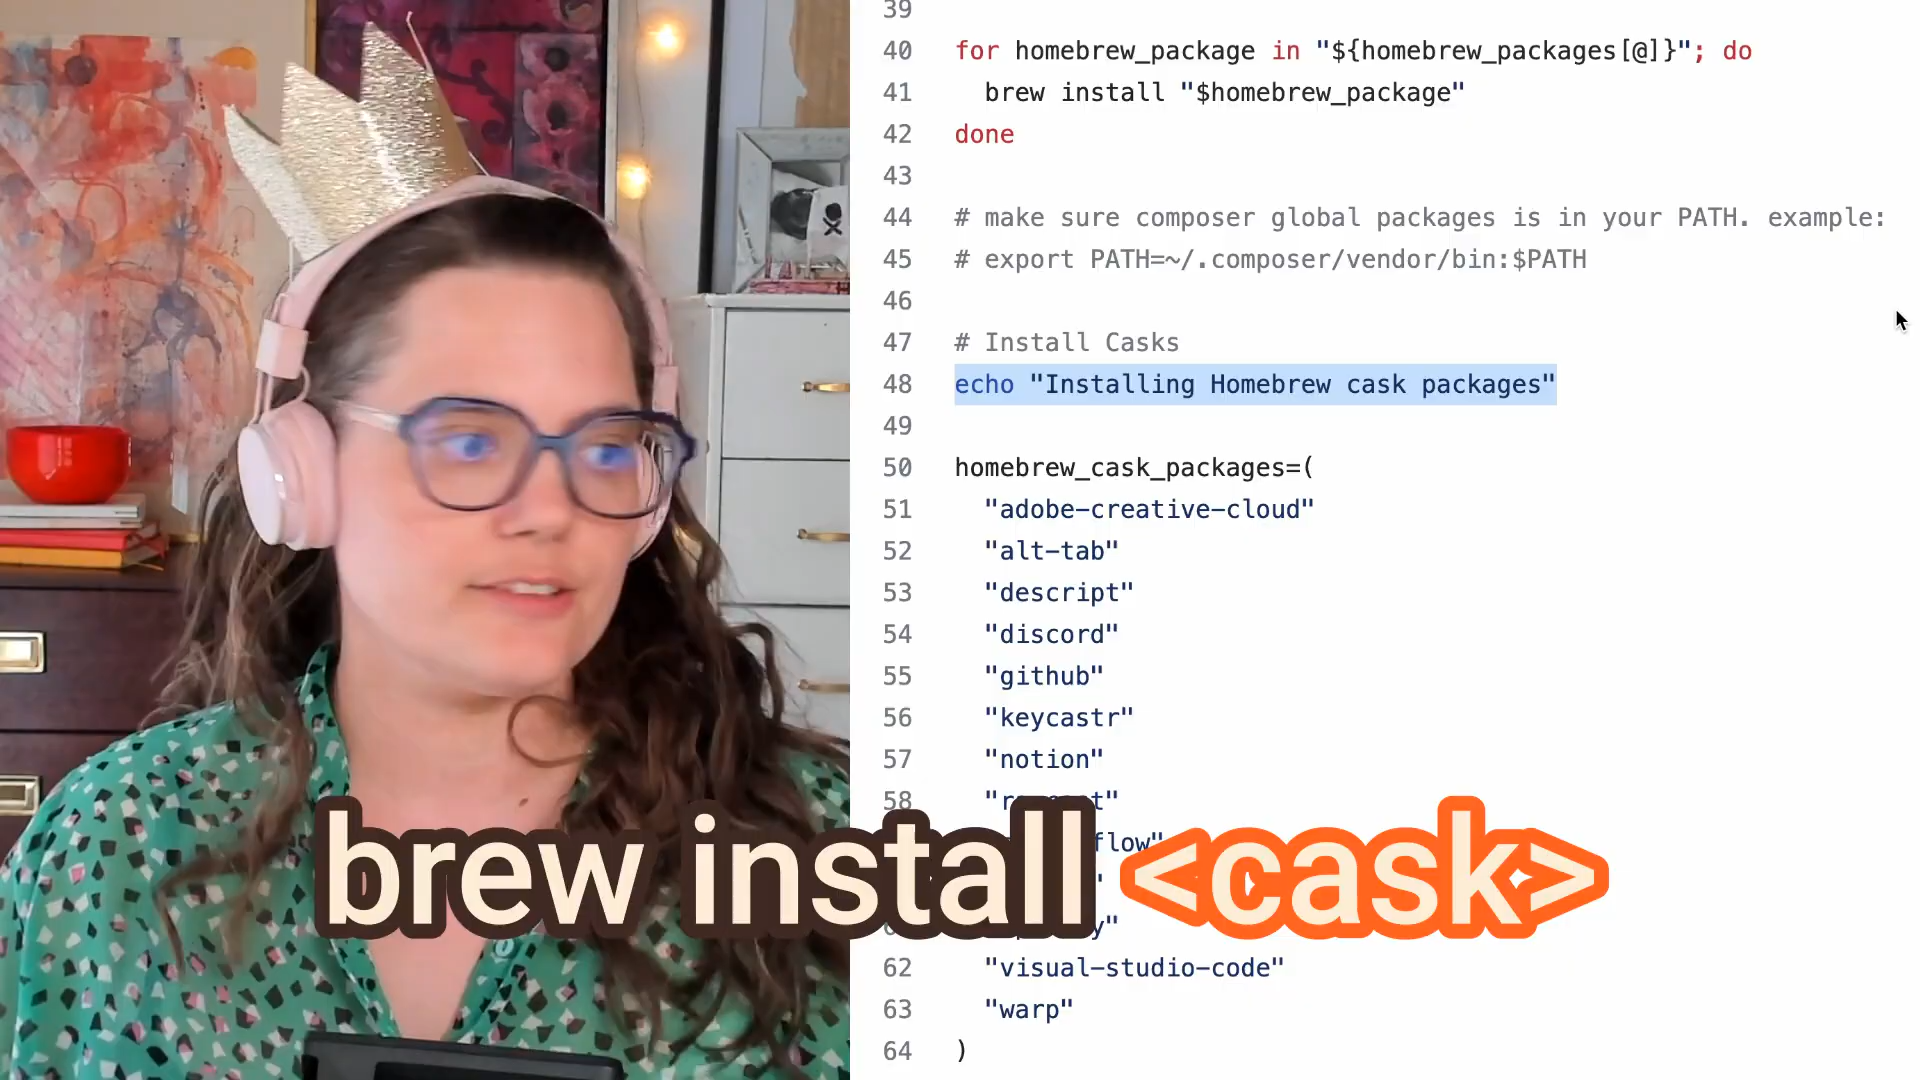 39
40 for homebrew_package in "${homebrew_packages[@]}"; do
41 brew install "$homebrew_package"
42 done
43
44 # make sure composer global packages is in your PATH. example:
45 # export PATH=~/.composer/vendor/bin:$PATH
46
47 # Install Casks
48 echo "Installing Homebrew cask packages"
49
50 homebrew_cask_packages=(
51 "adobe-creative-cloud"
52 "alt-tab"
53 "descript"
54 "discord"
55 "github"
56 "keycastr"
57 "notion"
58
brew install <cask>
62 "visual-studio-code"
63 "warp"
64 )